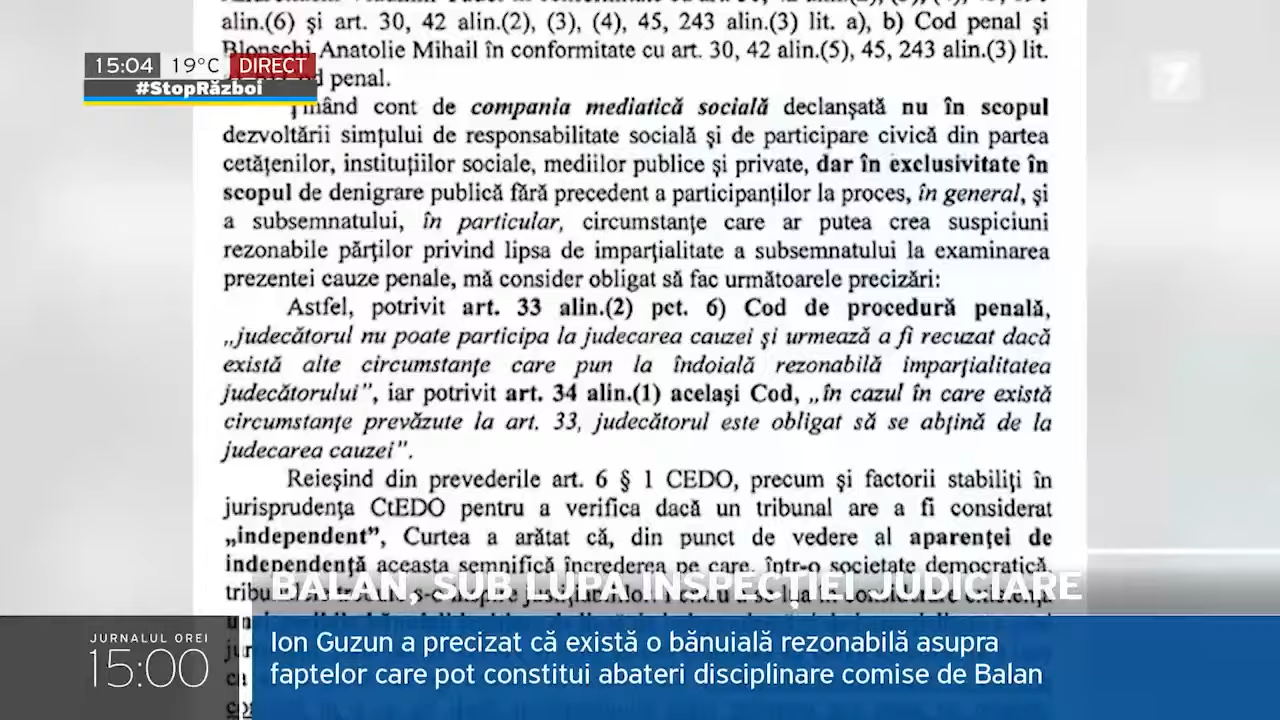 alin.(6) și art. 30, 42 alin.(2), (3), (4), 45, 243 alin.(3) lit. a), b) Cod penal și
Blonschi Anatolie Mihail în conformitate cu art. 30, 42 alin.(5), 45, 243 alin.(3) lit.
penal.
Ținând cont de compania mediatică socială declanșată nu în scopul
dezvoltării simțului de responsabilitate socială și de participare civică din partea
cetățenilor, instituțiilor sociale, mediilor publice și private, dar în exclusivitate în
scopul de denigrare publică fără precedent a participanților la proces, în general, și
a subsemnatului, în particular, circumstanțe care ar putea crea suspiciuni
rezonabile părților privind lipsa de imparțialitate a subsemnatului la examinarea
prezentei cauze penale, mă consider obligat să fac următoarele precizări:
Astfel, potrivit art. 33 alin.(2) pct. 6) Cod de procedură penală,
„judecătorul nu poate participa la judecarea cauzei și urmează a fi recuzat dacă
există alte circumstanțe care pun la îndoială rezonabilă imparțialitatea
judecătorului”, iar potrivit art. 34 alin.(1) același Cod, „în cazul în care există
circumstanțe prevăzute la art. 33, judecătorul este obligat să se abțină de la
judecarea cauzei”.
Reieșind din prevederile art. 6 § 1 CEDO, precum și factorii stabiliți în
jurisprudența CtEDO pentru a verifica dacă un tribunal are a fi considerat
„independent”, Curtea a arătat că, din punct de vedere al aparenței de
independență aceasta semnifică încrederea pe care, într-o societate democratică,
15:04 19°C DIRECT
#StopRăzboi
7
BALAN, SUB LUPA INSPECȚIEI JUDICIARE
JURNALUL OREI
15:00
Ion Guzun a precizat că există o bănuială rezonabilă asupra
faptelor care pot constitui abateri disciplinare comise de Balan